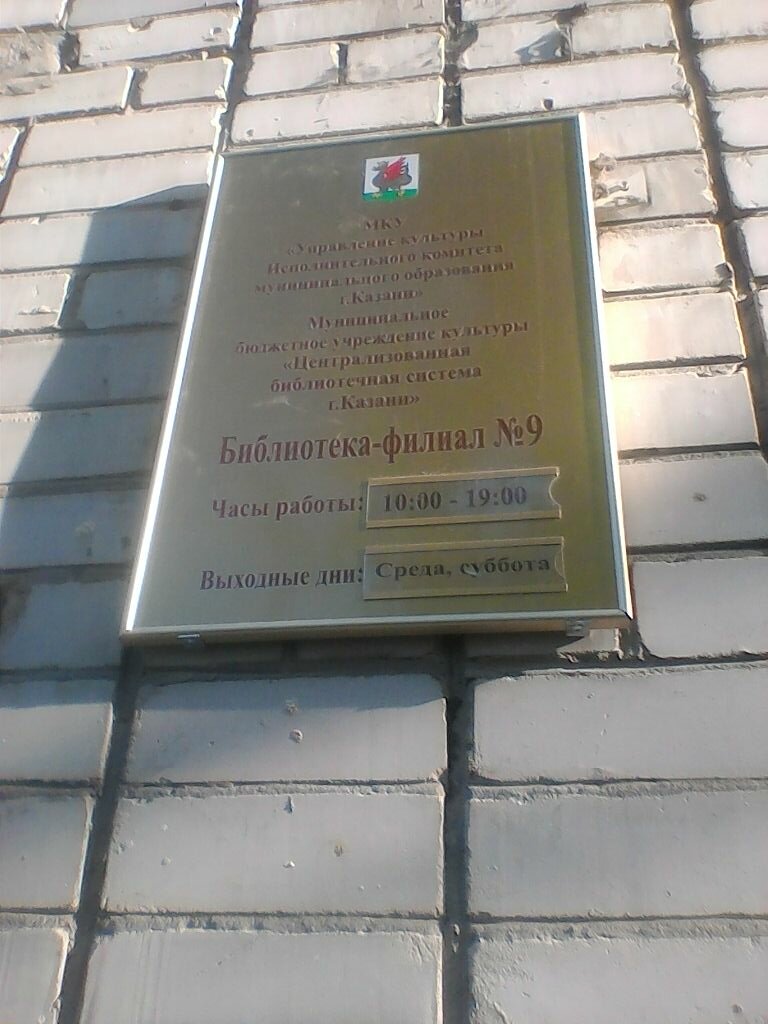 МКУ
«Управление культуры
Исполнительного комитета
муниципального образования
г.Казани»
Муниципальное
бюджетное учреждение культуры
«Централизованная
библиотечная система
г.Казани»
Библиотека-филиал №9
Часы работы: 10:00 - 19:00
Выходные дни: Среда, суббота